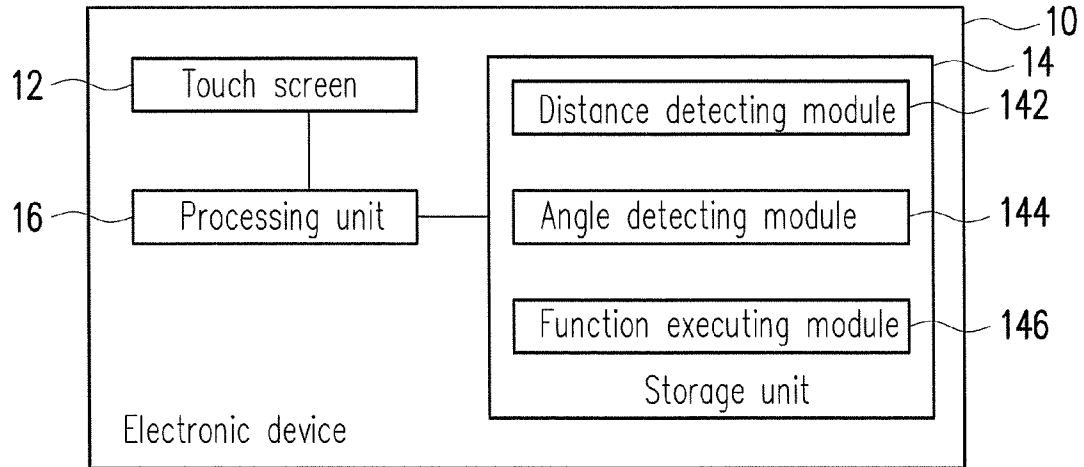 10
12
Touch screen
14
Distance detecting module
142
16
Processing unit
Angle detecting module
144
Function executing module
146
Storage unit
Electronic device